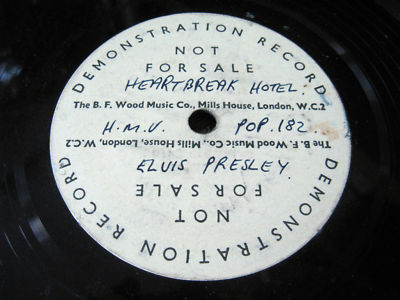 DEMONSTRATION RECORD
NOT
FOR SALE
HEARTBREAK HOTEL.
The B. F. Wood Music Co., Mills House, London, W.C.2
H.M.V. POP. 182.
The B. F. Wood Music Co., Mills House, London, W.C.2
ELVIS PRESLEY.
FOR SALE
NOT
DEMONSTRATION RECORD